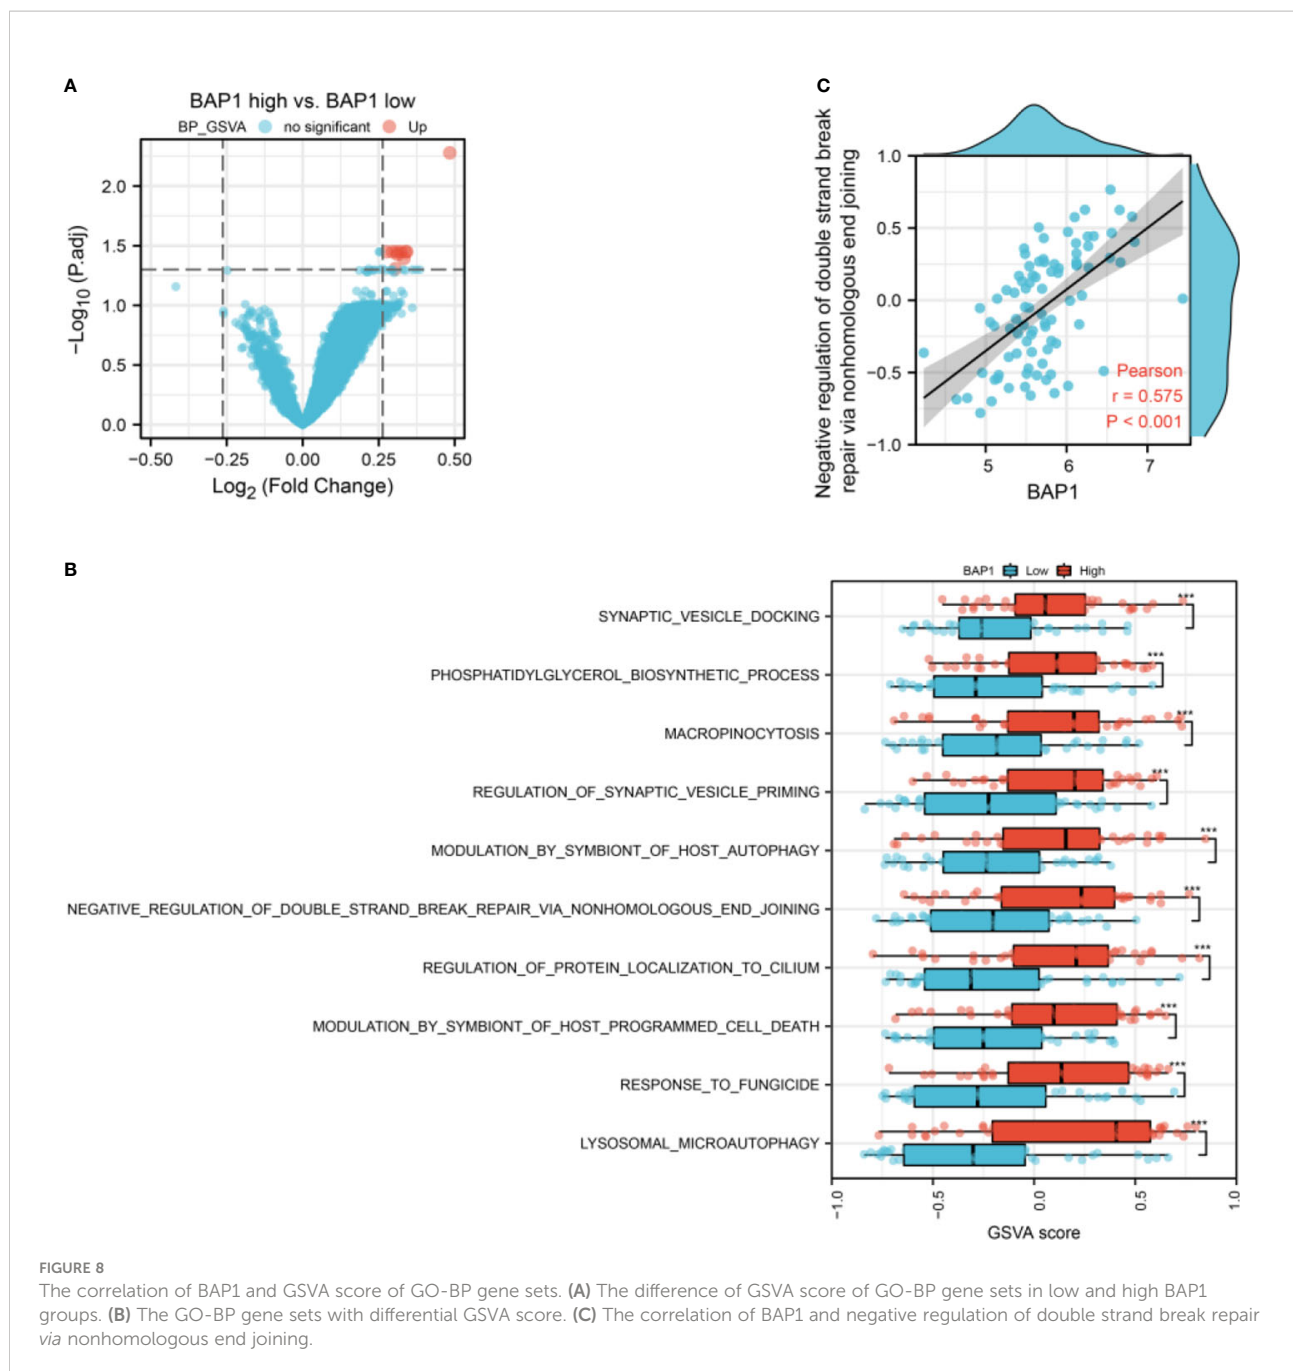 A
BAP1 high vs. BAP1 low
BP_GSVA no significant Up
−Log10 (P.adj)
2.0
1.5
1.0
0.5
0.0
−0.50 −0.25 0.00 0.25 0.50
Log2 (Fold Change)
C
Negative regulation of double strand break
repair via nonhomologous end joining
1.0
0.5
0.0
−0.5
−1.0
Pearson
r = 0.575
P < 0.001
5 6 7
BAP1
B
BAP1 Low High
SYNAPTIC_VESICLE_DOCKING ***
PHOSPHATIDYLGLYCEROL_BIOSYNTHETIC_PROCESS ***
MACROPINOCYTOSIS ***
REGULATION_OF_SYNAPTIC_VESICLE_PRIMING ***
MODULATION_BY_SYMBIONT_OF_HOST_AUTOPHAGY ***
NEGATIVE_REGULATION_OF_DOUBLE_STRAND_BREAK_REPAIR_VIA_NONHOMOLOGOUS_END_JOINING ***
REGULATION_OF_PROTEIN_LOCALIZATION_TO_CILIUM ***
MODULATION_BY_SYMBIONT_OF_HOST_PROGRAMMED_CELL_DEATH ***
RESPONSE_TO_FUNGICIDE ***
LYSOSOMAL_MICROAUTOPHAGY ***
−1.0 −0.5 0.0 0.5 1.0
GSVA score
FIGURE 8
The correlation of BAP1 and GSVA score of GO-BP gene sets. (A) The difference of GSVA score of GO-BP gene sets in low and high BAP1
groups. (B) The GO-BP gene sets with differential GSVA score. (C) The correlation of BAP1 and negative regulation of double strand break repair
via nonhomologous end joining.